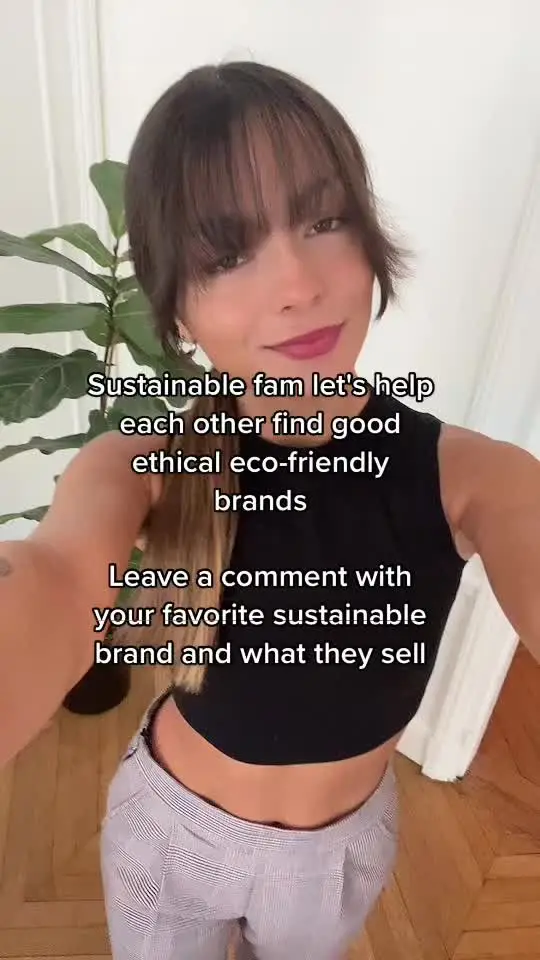 Sustainable fam let's help
each other find good
ethical eco-friendly
brands
Leave a comment with
your favorite sustainable
brand and what they sell